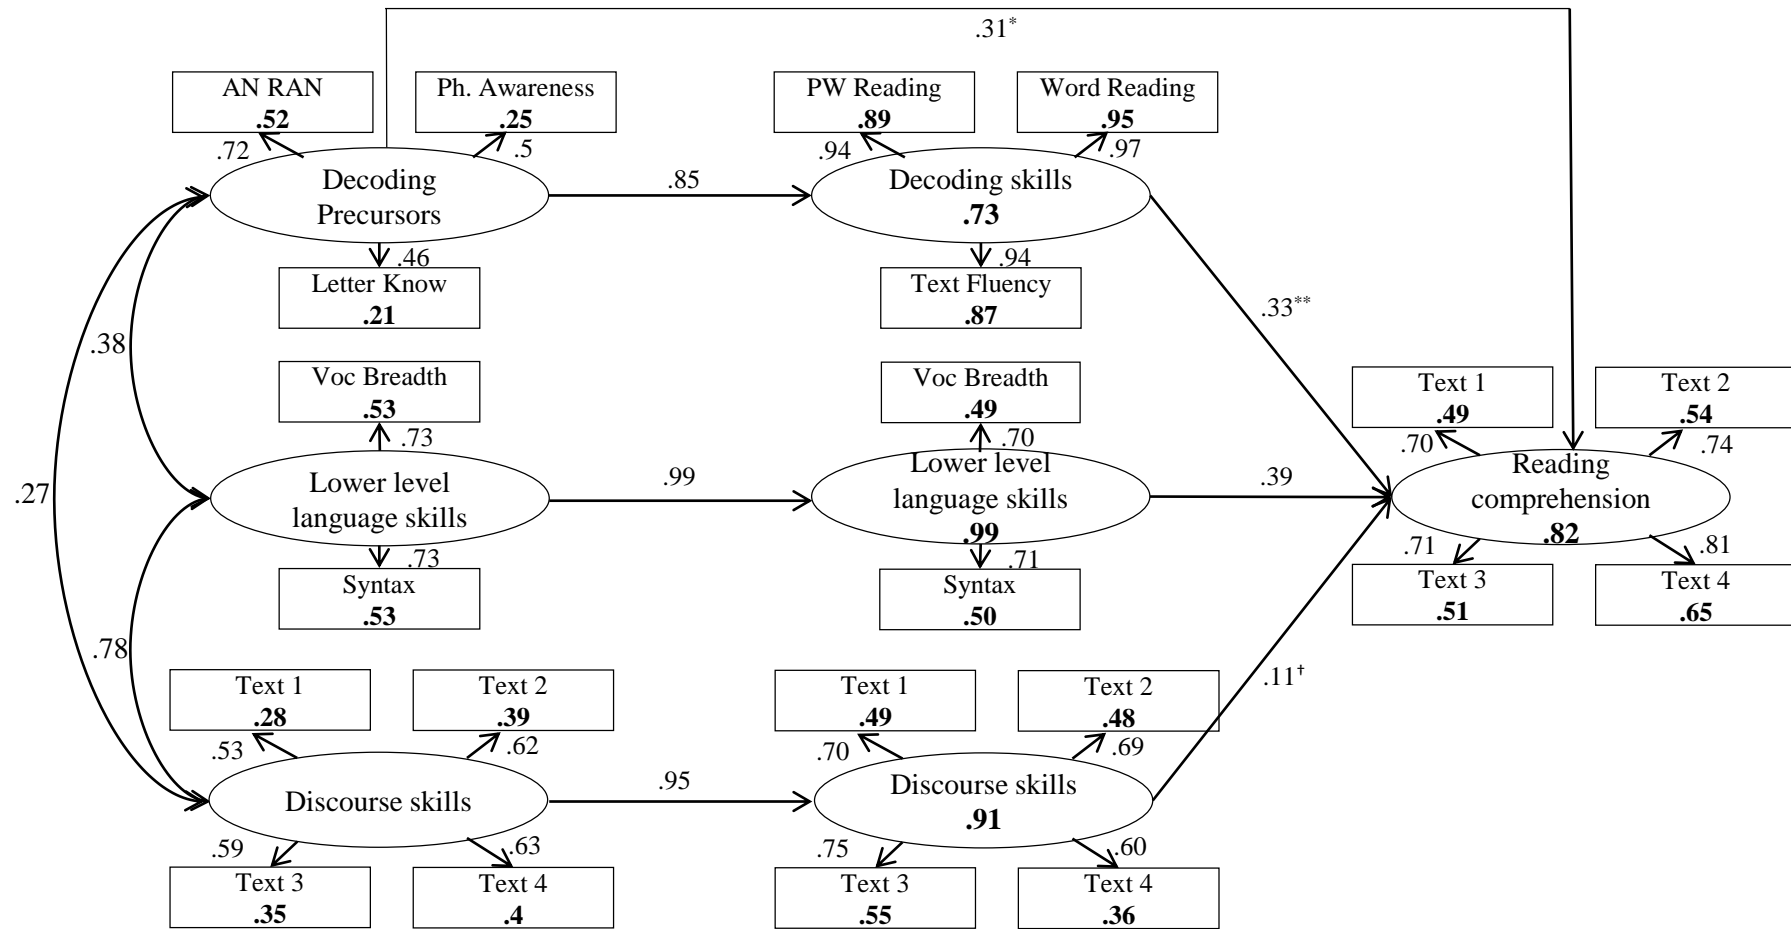 .31*
AN RAN
.52
Ph. Awareness
.25
PW Reading
.89
Word Reading
.95
.72
.5
.94
.97
Decoding
Precursors
.85
Decoding skills
.73
.46
Letter Know
.21
.94
Text Fluency
.87
.33**
.38
Voc Breadth
.53
Voc Breadth
.49
Text 1
.49
Text 2
.54
.73
.70
.70
.74
.27
Lower level
language skills
.99
Lower level
language skills
.99
.39
Reading
comprehension
.82
.73
Syntax
.53
.71
Syntax
.50
.71
Text 3
.51
.81
Text 4
.65
.78
Text 1
.28
Text 2
.39
Text 1
.49
Text 2
.48
.11†
.53
.62
.70
.69
Discourse skills
.95
Discourse skills
.91
.59
.63
.75
.60
Text 3
.35
Text 4
.4
Text 3
.55
Text 4
.36